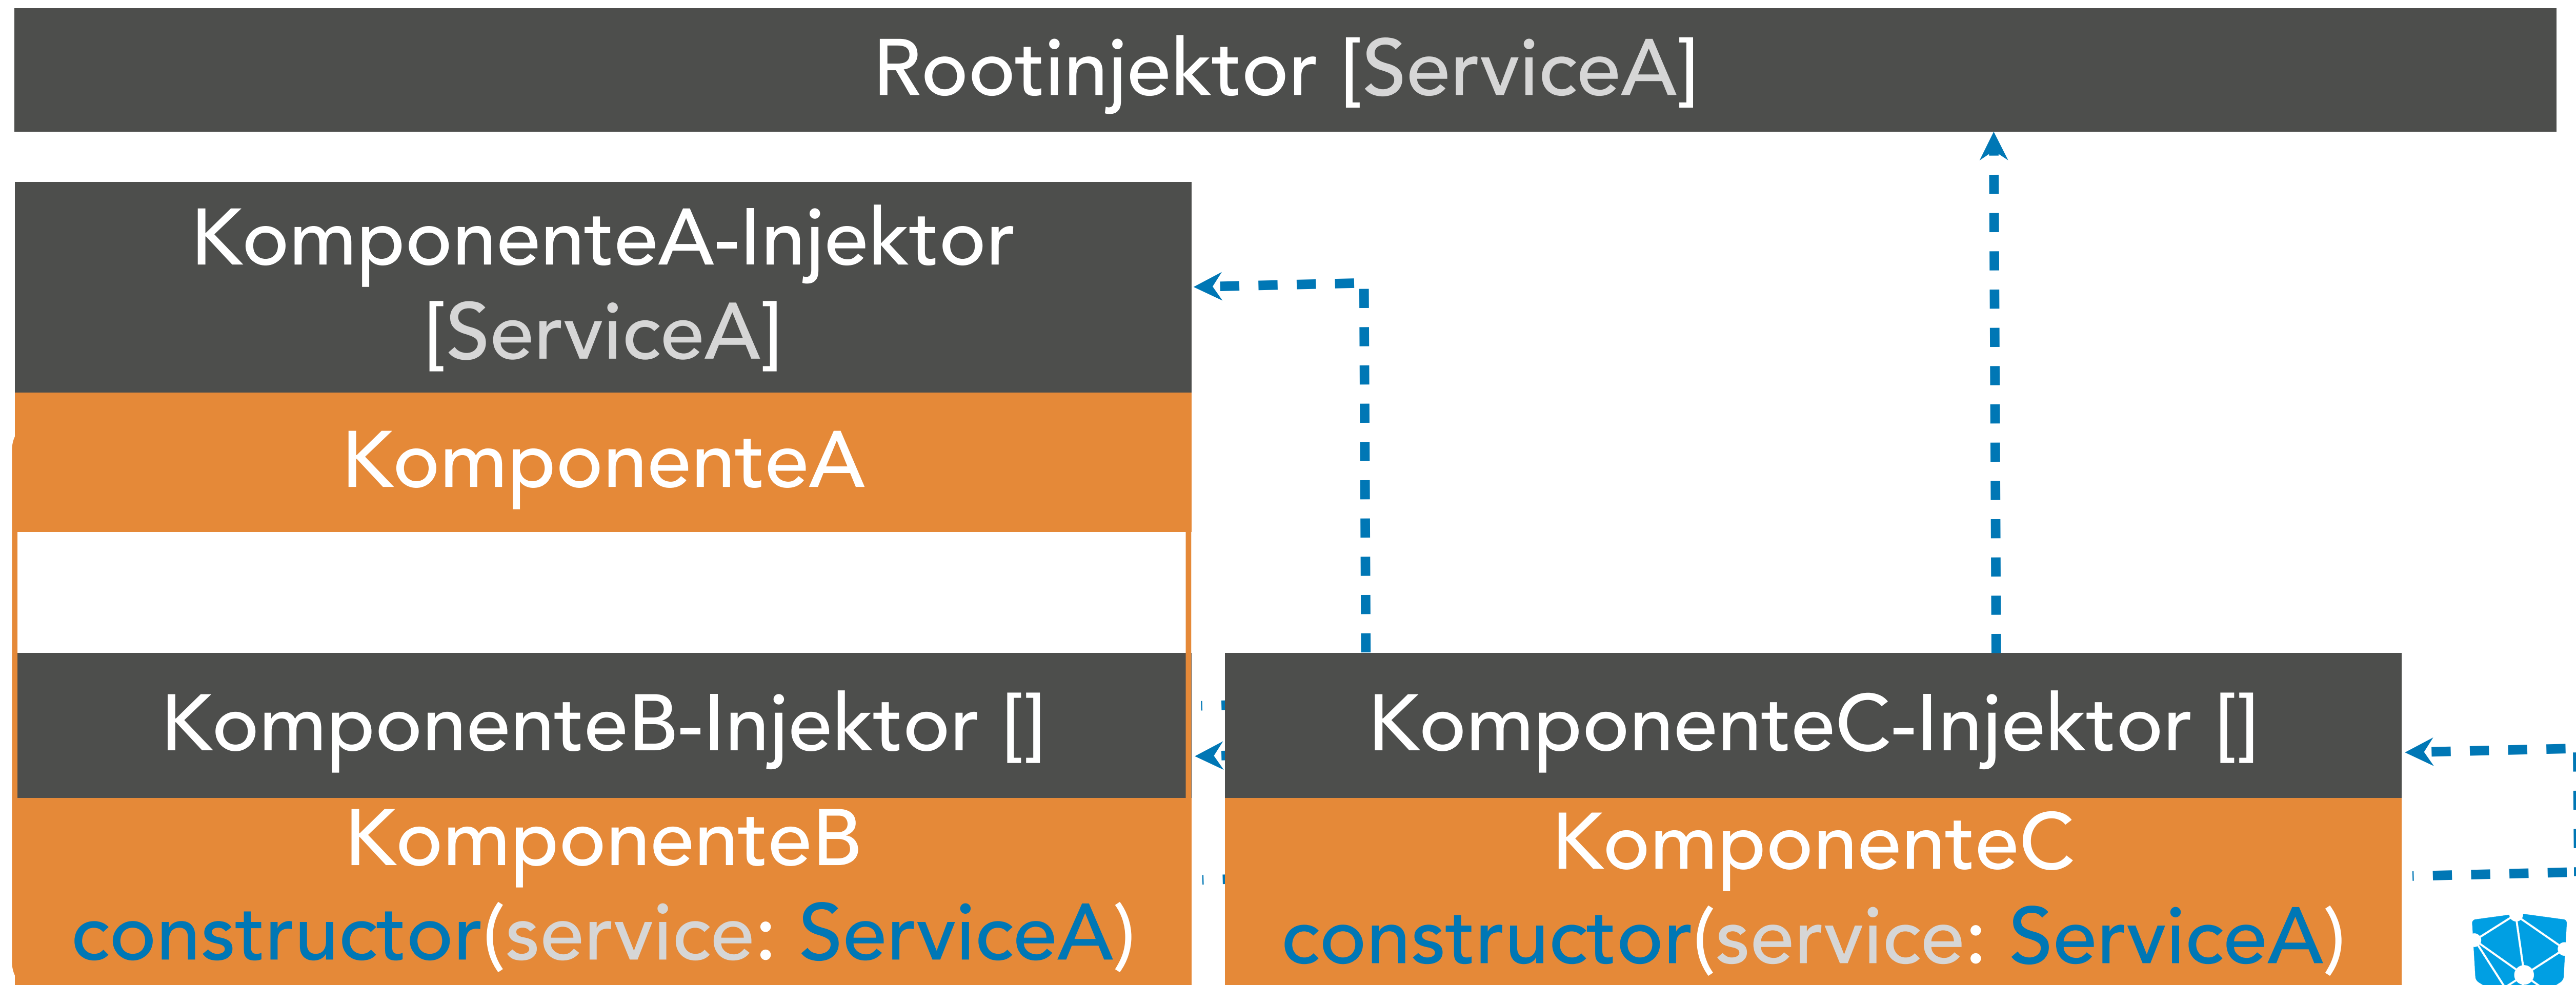 Rootinjektor [ServiceA]
KomponenteA-Injektor
[ServiceA]
KomponenteA
KomponenteB-Injektor []
KomponenteB
constructor(service: ServiceA)
KomponenteC-Injektor []
KomponenteC
constructor(service: ServiceA)